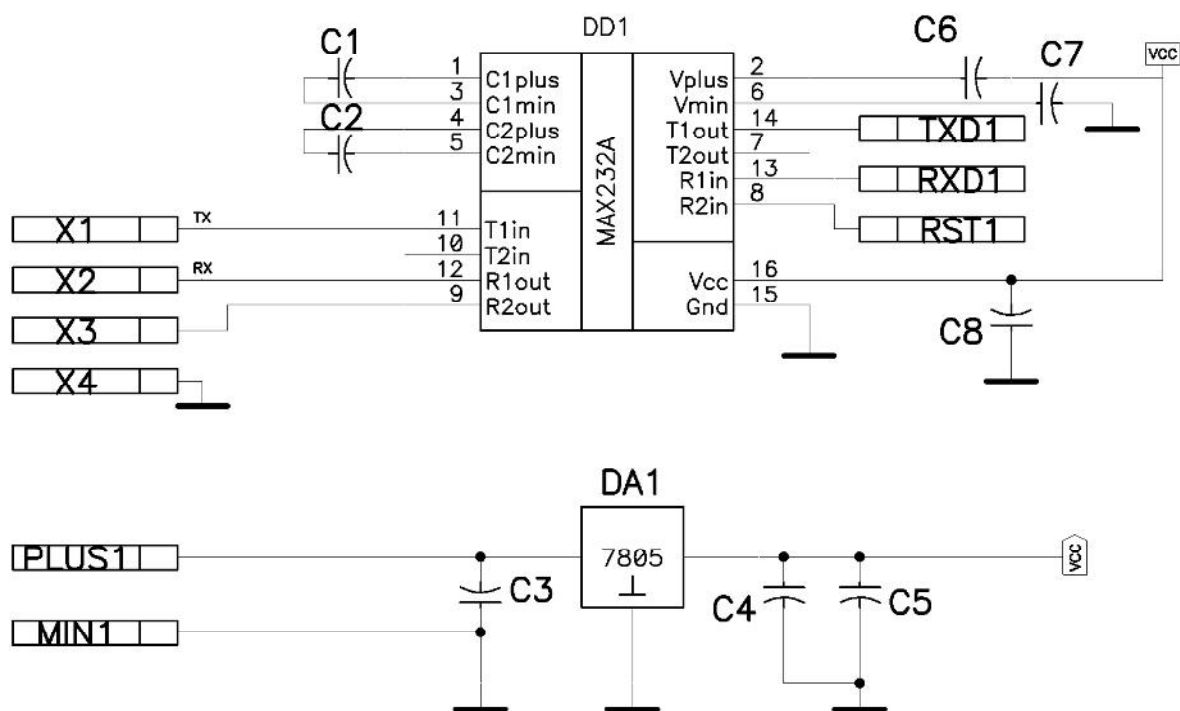 DD1
C1
C2
1
3
4
5
C1plus
C1min
C2plus
C2min
MAX232A
Vplus
Vmin
T1out
T2out
R1in
R2in
2
6
14
7
13
8
C6
C7
VCC
TXD1
RXD1
RST1
X1
TX
X2
RX
X3
X4
11
10
12
9
T1in
T2in
R1out
R2out
Vcc
Gnd
16
15
C8
DA1
7805
PLUS1
MIN1
C3
C4
C5
VCC